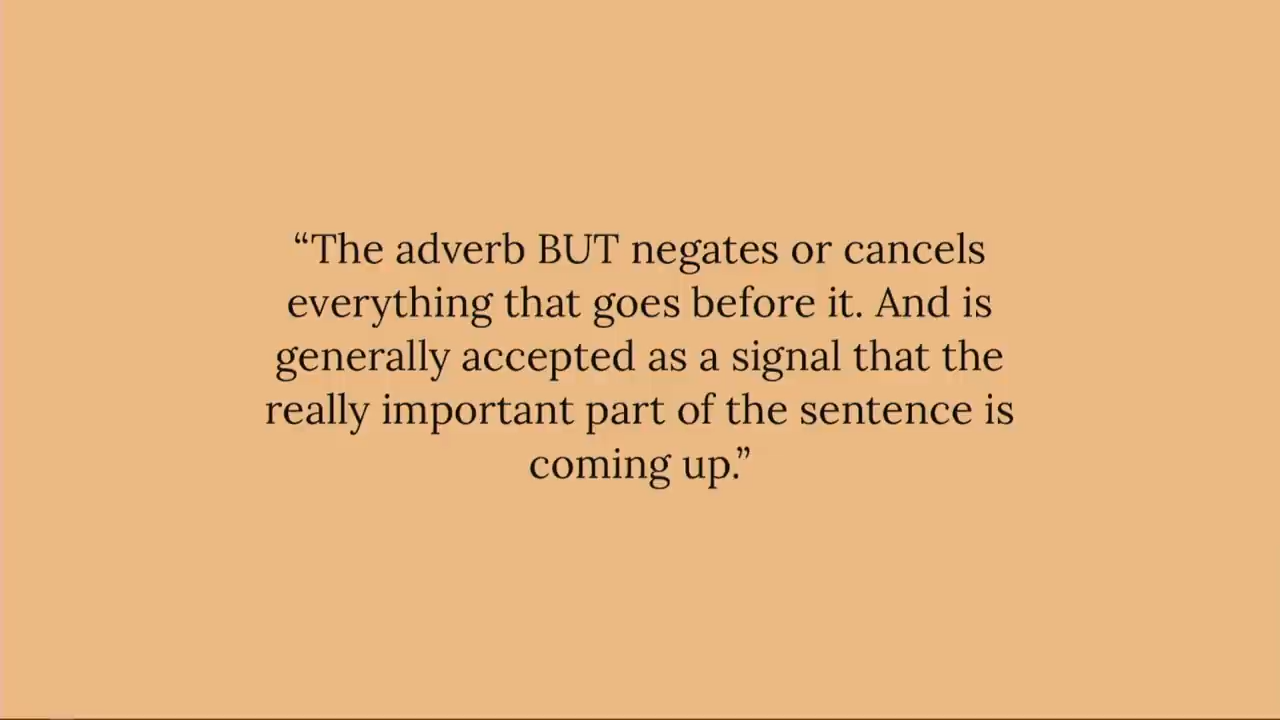 “The adverb BUT negates or cancels
everything that goes before it. And is
generally accepted as a signal that the
really important part of the sentence is
coming up.”